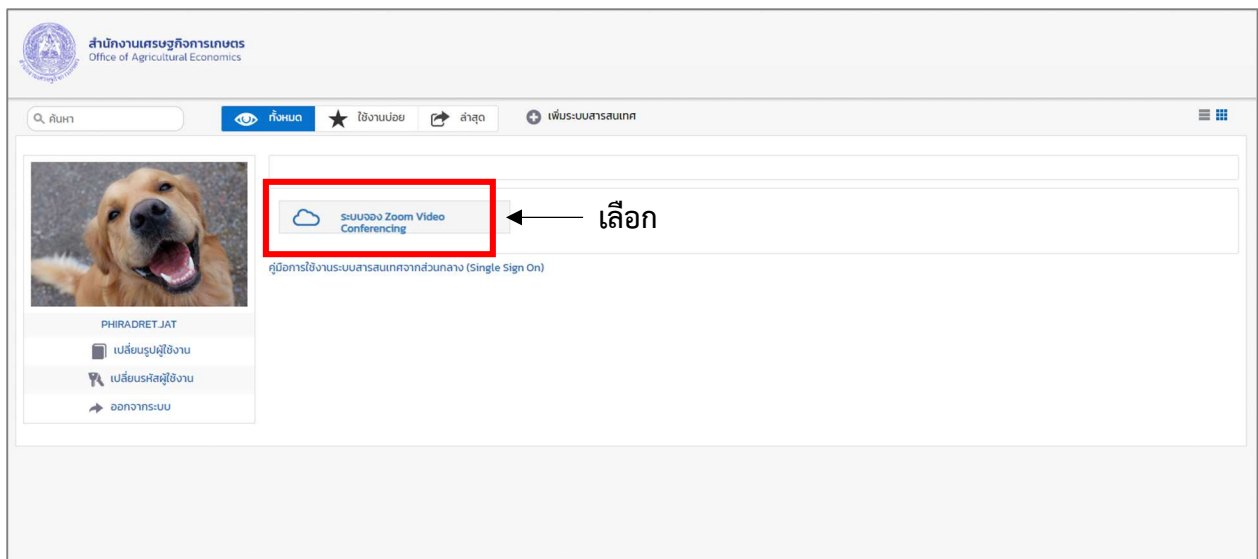 สำนักงานเศรษฐกิจการเกษตร
Office of Agricultural Economics
ค้นหา
ทั้งหมด
ใช้งานบ่อย
ล่าสุด
เพิ่มระบบสารสนเทศ
ระบบจอง Zoom Video
Conferencing
เลือก
คู่มือการใช้งานระบบสารสนเทศจากส่วนกลาง (Single Sign On)
PHIRADRET.JAT
เปลี่ยนรูปผู้ใช้งาน
เปลี่ยนรหัสผู้ใช้งาน
ออกจากระบบ